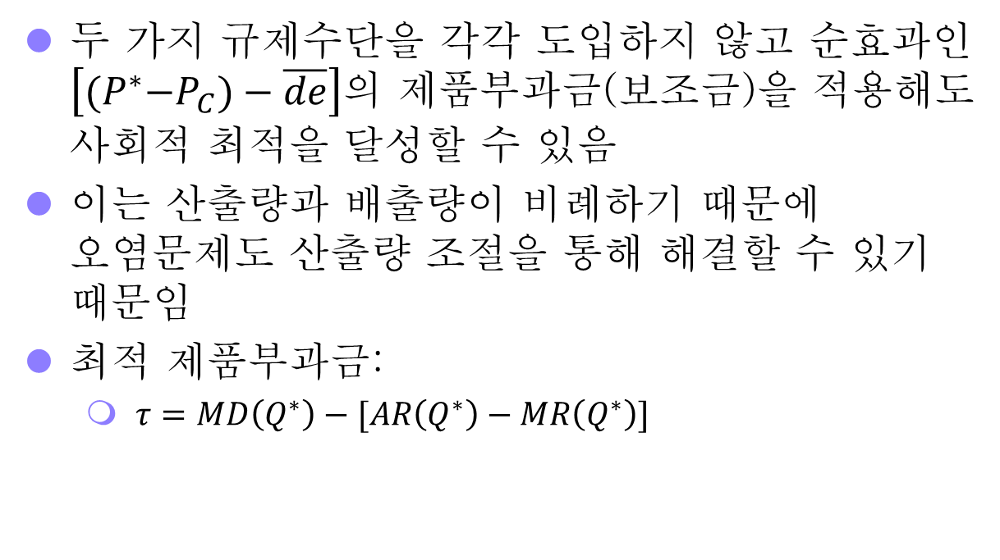 두 가지 규제수단을 각각 도입하지 않고 순효과인
[(P*−P_C) − \overline{de}]의 제품부과금(보조금)을 적용해도
사회적 최적을 달성할 수 있음
이는 산출량과 배출량이 비례하기 때문에
오염문제도 산출량 조절을 통해 해결할 수 있기
때문임
최적 제품부과금:
τ = MD(Q*) − [AR(Q*) − MR(Q*)]